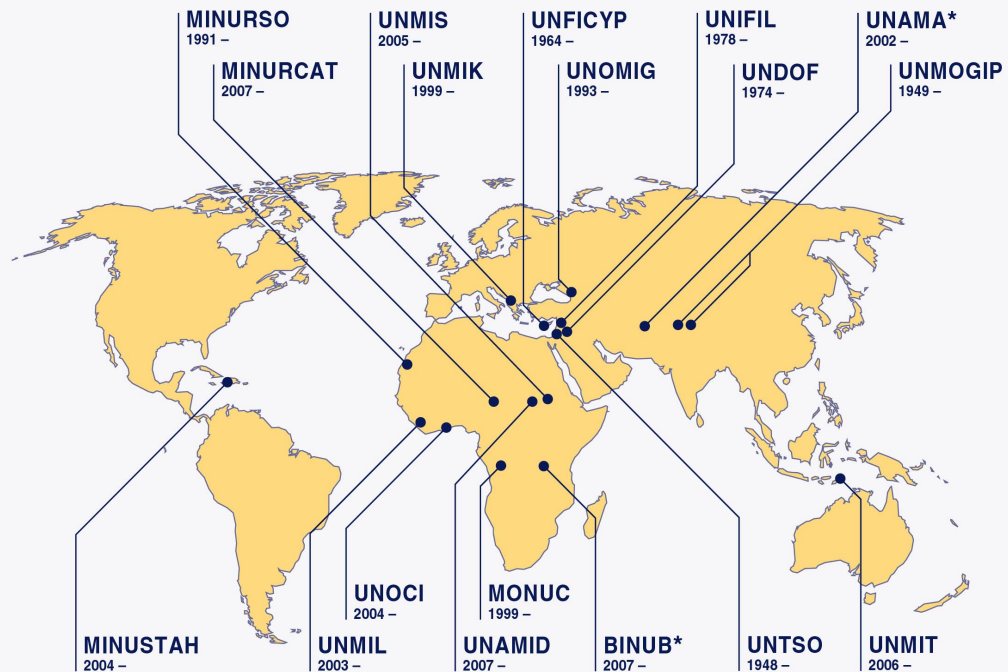 MINURSO
1991 –
UNMIS
2005 –
UNFICYP
1964 –
UNIFIL
1978 –
UNAMA*
2002 –
MINURCAT
2007 –
UNMIK
1999 –
UNOMIG
1993 –
UNDOF
1974 –
UNMOGIP
1949 –
UNOCI
2004 –
MONUC
1999 –
MINUSTAH
2004 –
UNMIL
2003 –
UNAMID
2007 –
BINUB*
2007 –
UNTSO
1948 –
UNMIT
2006 –